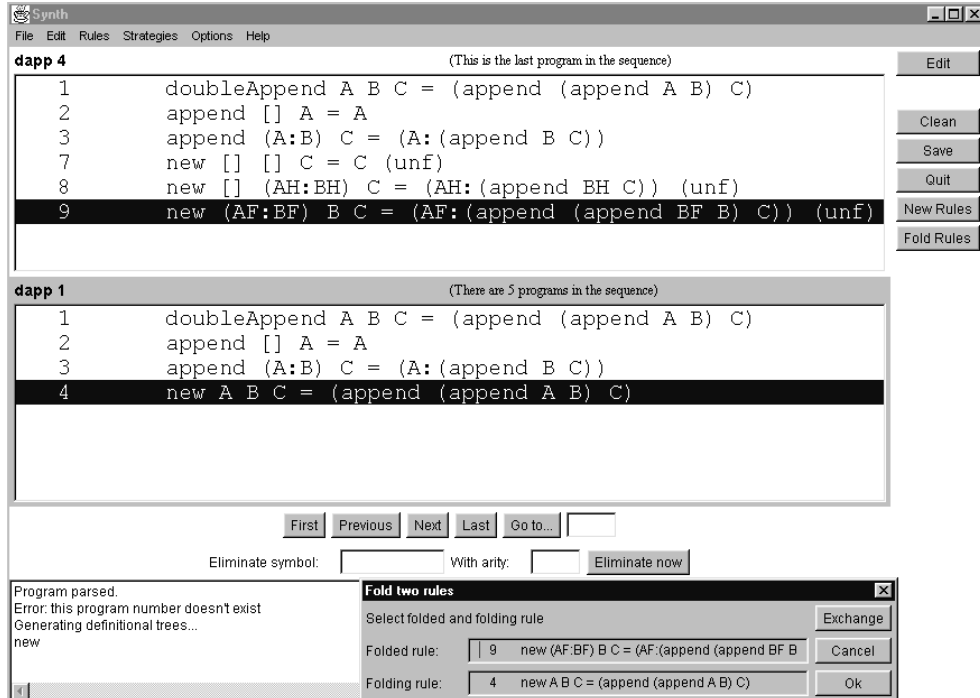 Synth
File Edit Rules Strategies Options Help
dapp 4 (This is the last program in the sequence)
Edit
1 doubleAppend A B C = (append (append A B) C)
2 append [] A = A
3 append (A:B) C = (A:(append B C))
7 new [] [] C = C (unf)
8 new [] (AH:BH) C = (AH:(append BH C)) (unf)
9 new (AF:BF) B C = (AF:(append (append BF B) C)) (unf)
Clean
Save
Quit
New Rules
Fold Rules
dapp 1 (There are 5 programs in the sequence)
1 doubleAppend A B C = (append (append A B) C)
2 append [] A = A
3 append (A:B) C = (A:(append B C))
4 new A B C = (append (append A B) C)
First Previous Next Last Go to...
Eliminate symbol: With arity: Eliminate now
Program parsed.
Error: this program number doesn't exist
Generating definitional trees...
new
Fold two rules
Select folded and folding rule Exchange
Folded rule: 9 new (AF:BF) B C = (AF:(append (append BF B Cancel
Folding rule: 4 new A B C = (append (append A B) C) Ok